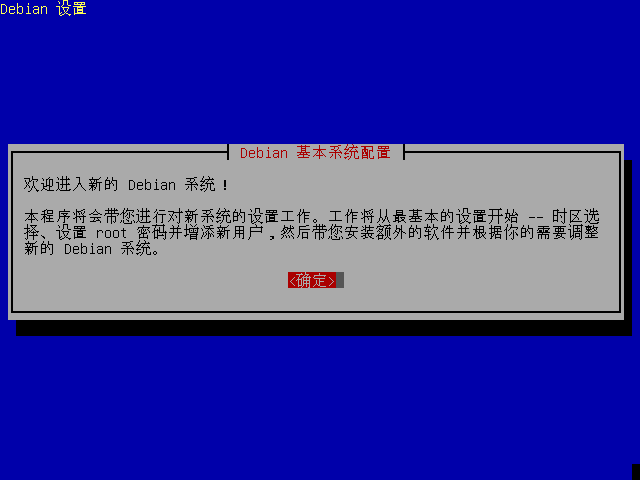 Debian 设置
Debian 基本系统配置
欢迎进入新的 Debian 系统！
本程序将会带您进行对新系统的设置工作。工作将从最基本的设置开始 -- 时区选
择、设置 root 密码并增添新用户，然后带您安装额外的软件并根据你的需要调整
新的 Debian 系统。
<确定>